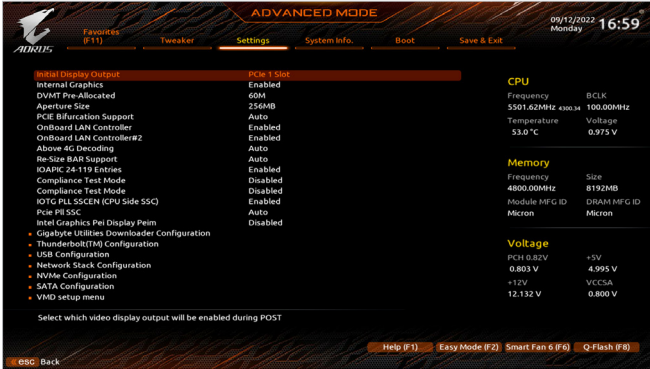 ADVANCED MODE
09/12/2022 Monday 16:59
AORUS
Favorites (F11) Tweaker Settings System Info. Boot Save & Exit
Initial Display Output PCIe 1 Slot
Internal Graphics Enabled
DVMT Pre-Allocated 60M
Aperture Size 256MB
PCIE Bifurcation Support Auto
OnBoard LAN Controller Enabled
OnBoard LAN Controller#2 Enabled
Above 4G Decoding Auto
Re-Size BAR Support Auto
IOAPIC 24-119 Entries Enabled
Compliance Test Mode Disabled
Compliance Test Mode Disabled
IOTG PLL SSCEN (CPU Side SSC) Enabled
Pcie Pll SSC Auto
Intel Graphics Pei Display Peim Disabled
Gigabyte Utilities Downloader Configuration
Thunderbolt(TM) Configuration
USB Configuration
Network Stack Configuration
NVMe Configuration
SATA Configuration
VMD setup menu
CPU
Frequency BCLK
5501.62MHz 4300.34 100.00MHz
Temperature Voltage
53.0 °C 0.975 V
Memory
Frequency Size
4800.00MHz 8192MB
Module MFG ID DRAM MFG ID
Micron Micron
Voltage
PCH 0.82V +5V
0.803 V 4.995 V
+12V VCCSA
12.132 V 0.800 V
Select which video display output will be enabled during POST
Help (F1) Easy Mode (F2) Smart Fan 6 (F6) Q-Flash (F8)
esc Back